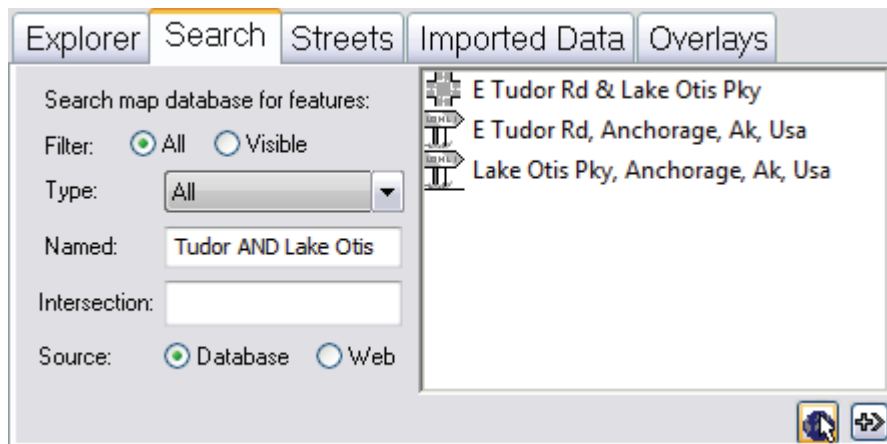 Explorer Search Streets Imported Data Overlays
Search map database for features:
Filter: All Visible
Type: All
Named: Tudor AND Lake Otis
Intersection:
Source: Database Web
E Tudor Rd & Lake Otis Pky
E Tudor Rd, Anchorage, Ak, Usa
Lake Otis Pky, Anchorage, Ak, Usa